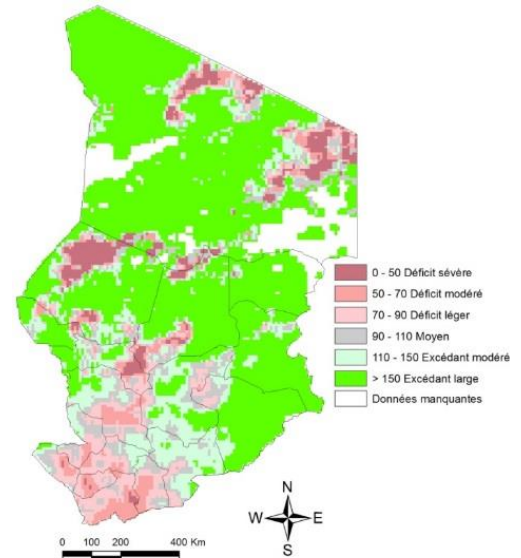 0 - 50 Déficit sévère
50 - 70 Déficit modéré
70 - 90 Déficit léger
90 - 110 Moyen
110 - 150 Excédant modéré
> 150 Excédant large
Données manquantes
N
W E
S
0 100 200 400 Km